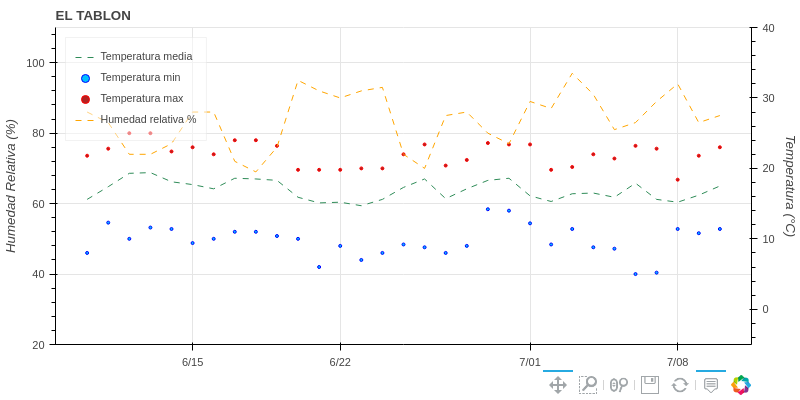 EL TABLON
Temperatura media
Temperatura min
Temperatura max
Humedad relativa %
Humedad Relativa (%)
100
80
60
40
20
Temperatura (°C)
40
30
20
10
0
6/15
6/22
7/01
7/08